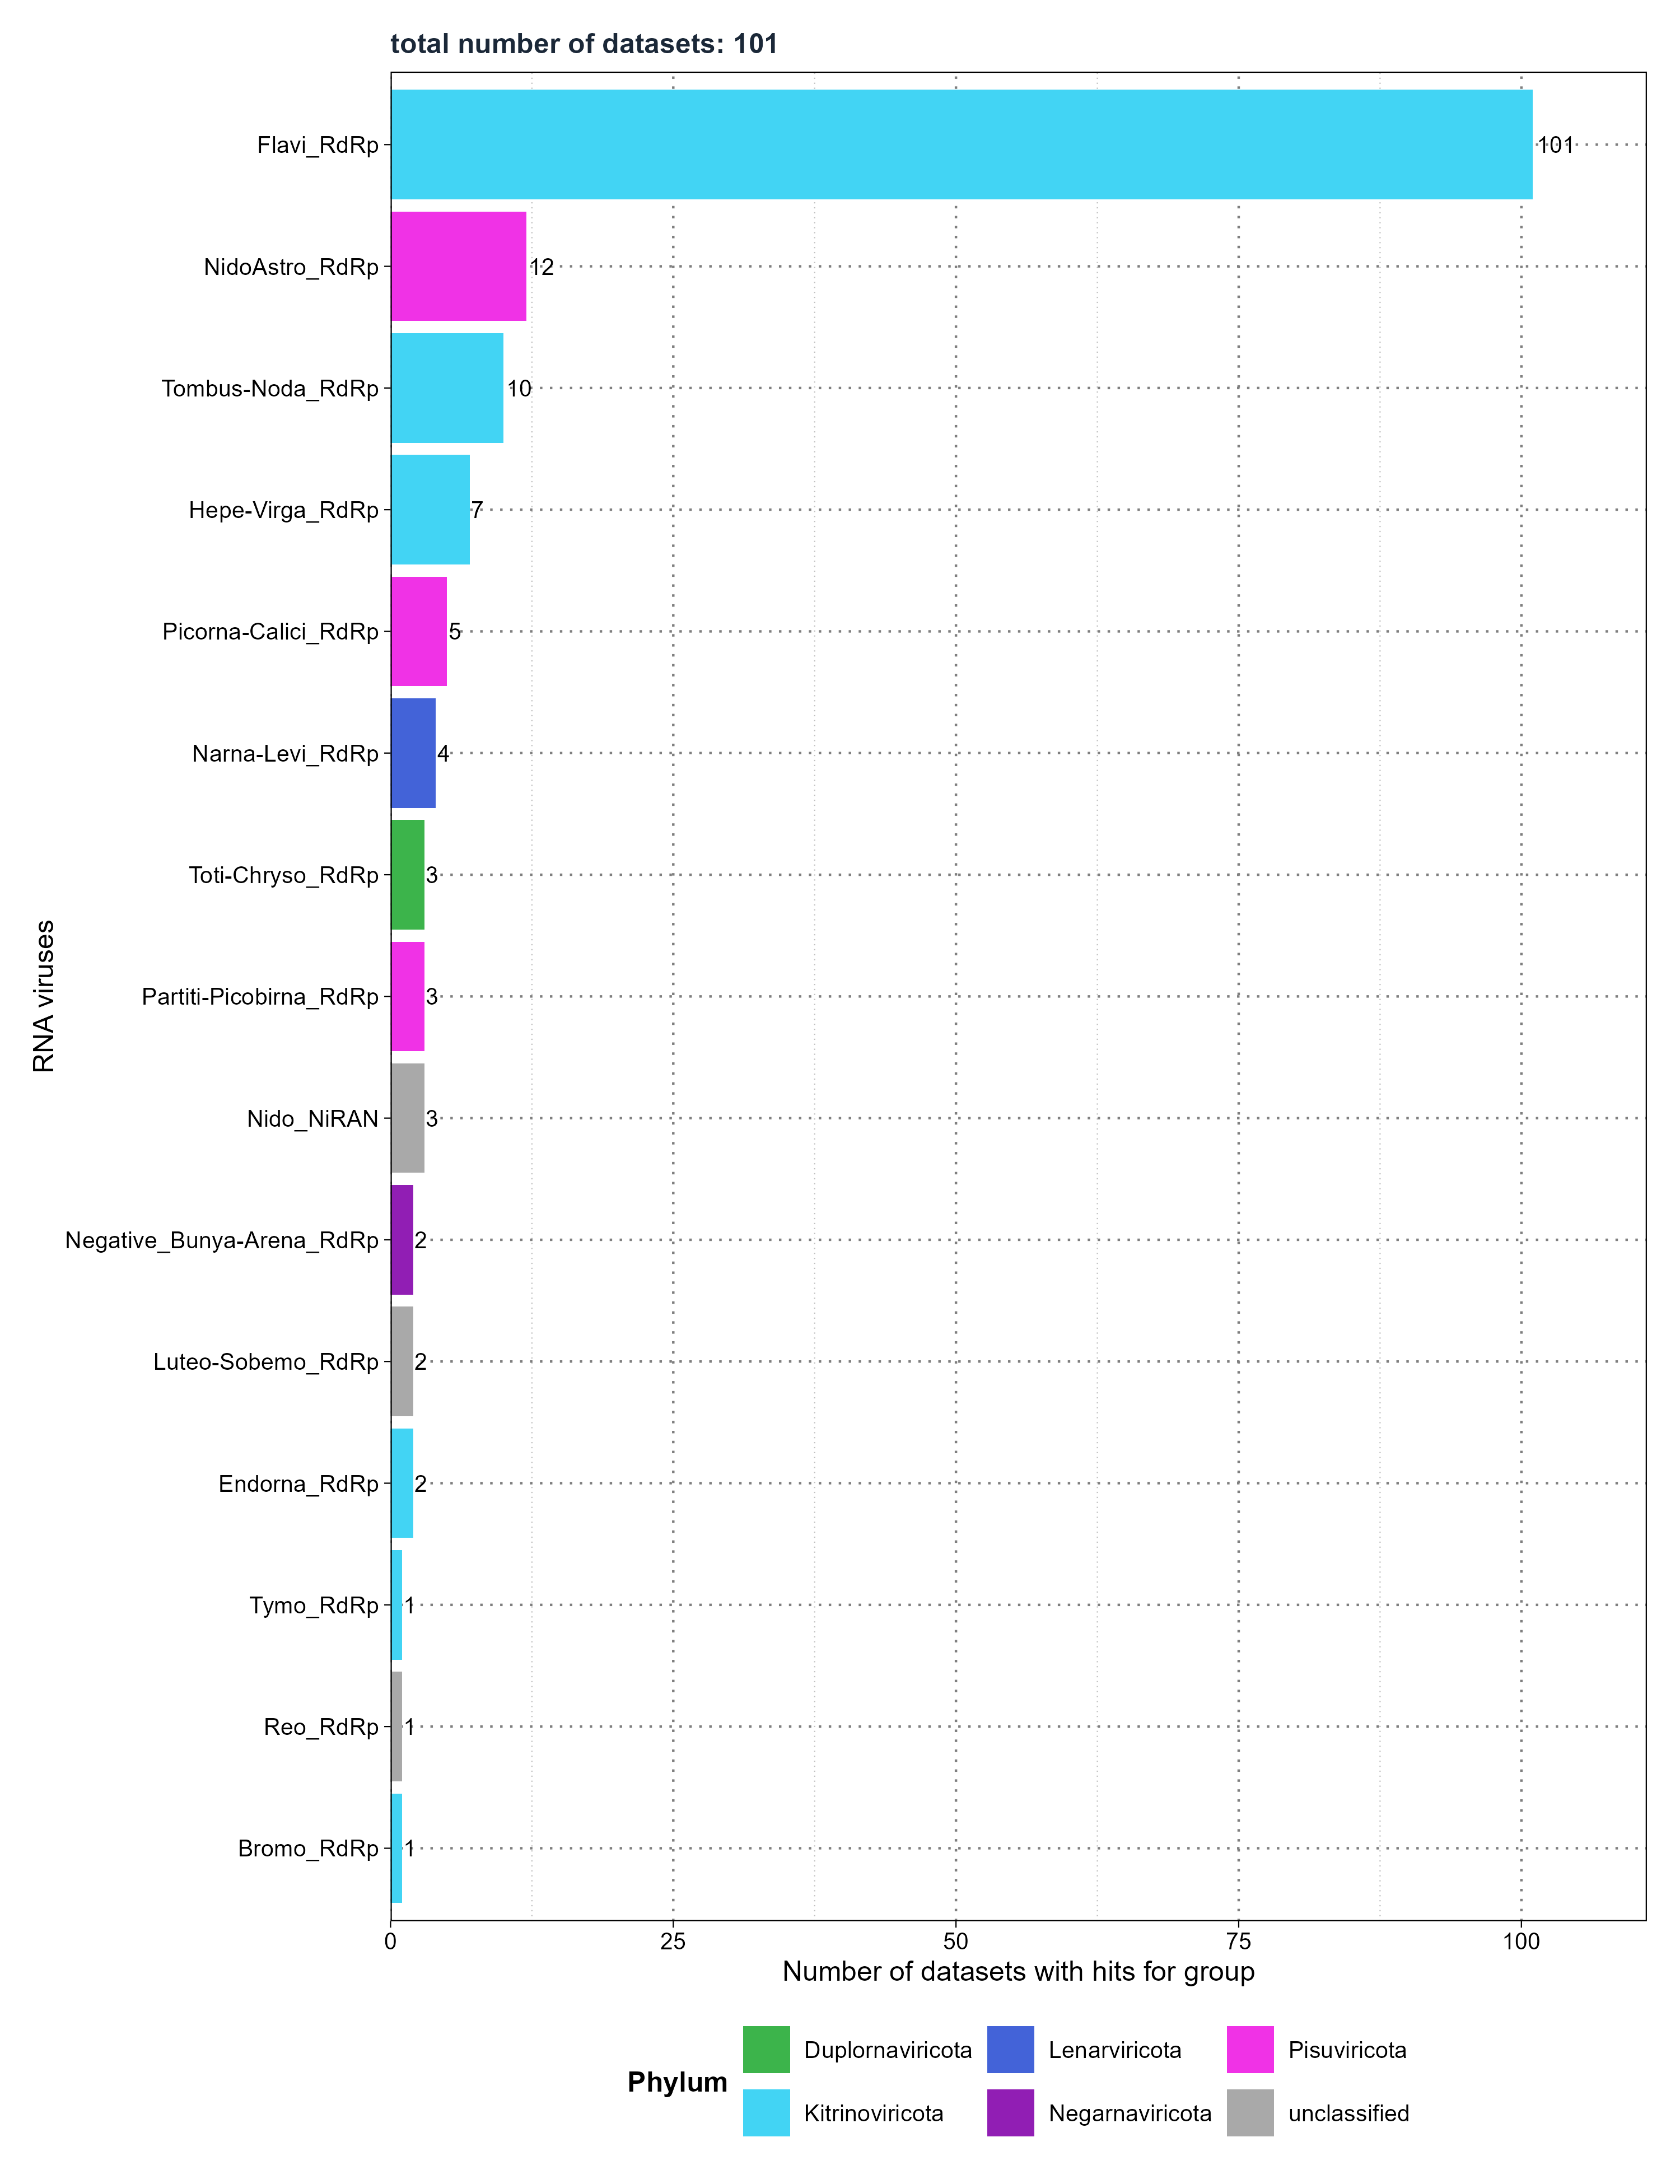 total number of datasets: 101
Flavi_RdRp 101
NidoAstro_RdRp 12
Tombus-Noda_RdRp 10
Hepe-Virga_RdRp 7
Picorna-Calici_RdRp 5
Narna-Levi_RdRp 4
Toti-Chryso_RdRp 3
Partiti-Picobirna_RdRp 3
Nido_NiRAN 3
Negative_Bunya-Arena_RdRp 2
Luteo-Sobemo_RdRp 2
Endorna_RdRp 2
Tymo_RdRp 1
Reo_RdRp 1
Bromo_RdRp 1
RNA viruses
0 25 50 75 100
Number of datasets with hits for group
Phylum
Duplornaviricota Lenarviricota Pisuviricota
Kitrinoviricota Negarnaviricota unclassified